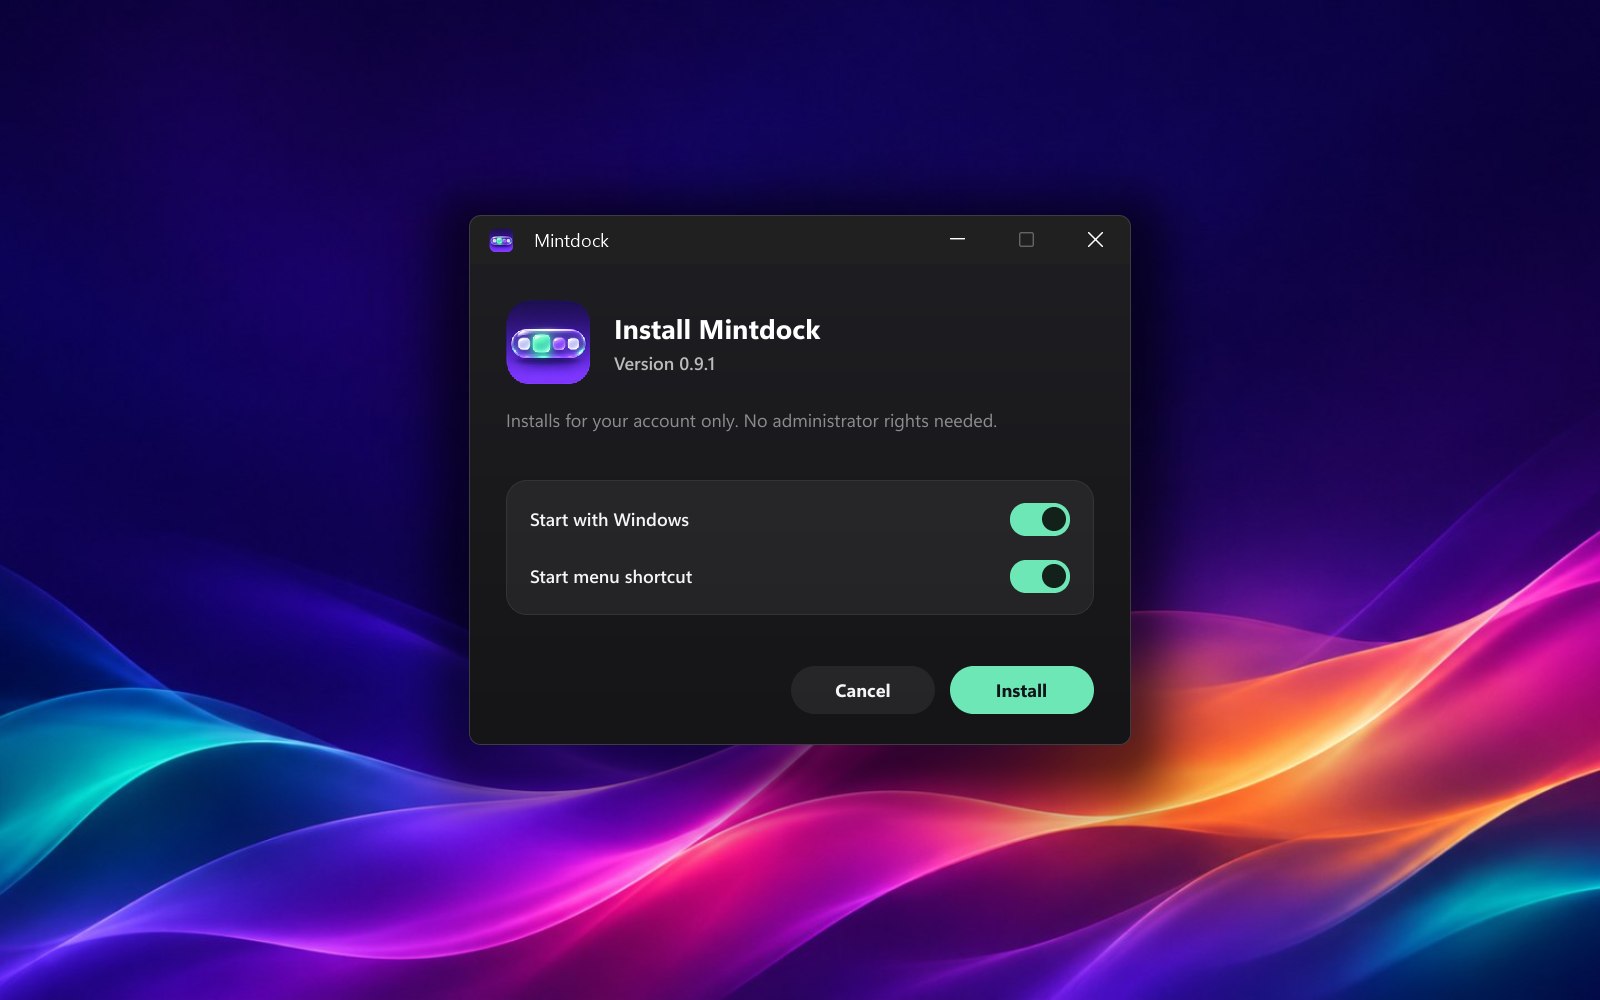 Mintdock
Install Mintdock
Version 0.9.1
Installs for your account only. No administrator rights needed.
Start with Windows
Start menu shortcut
Cancel
Install